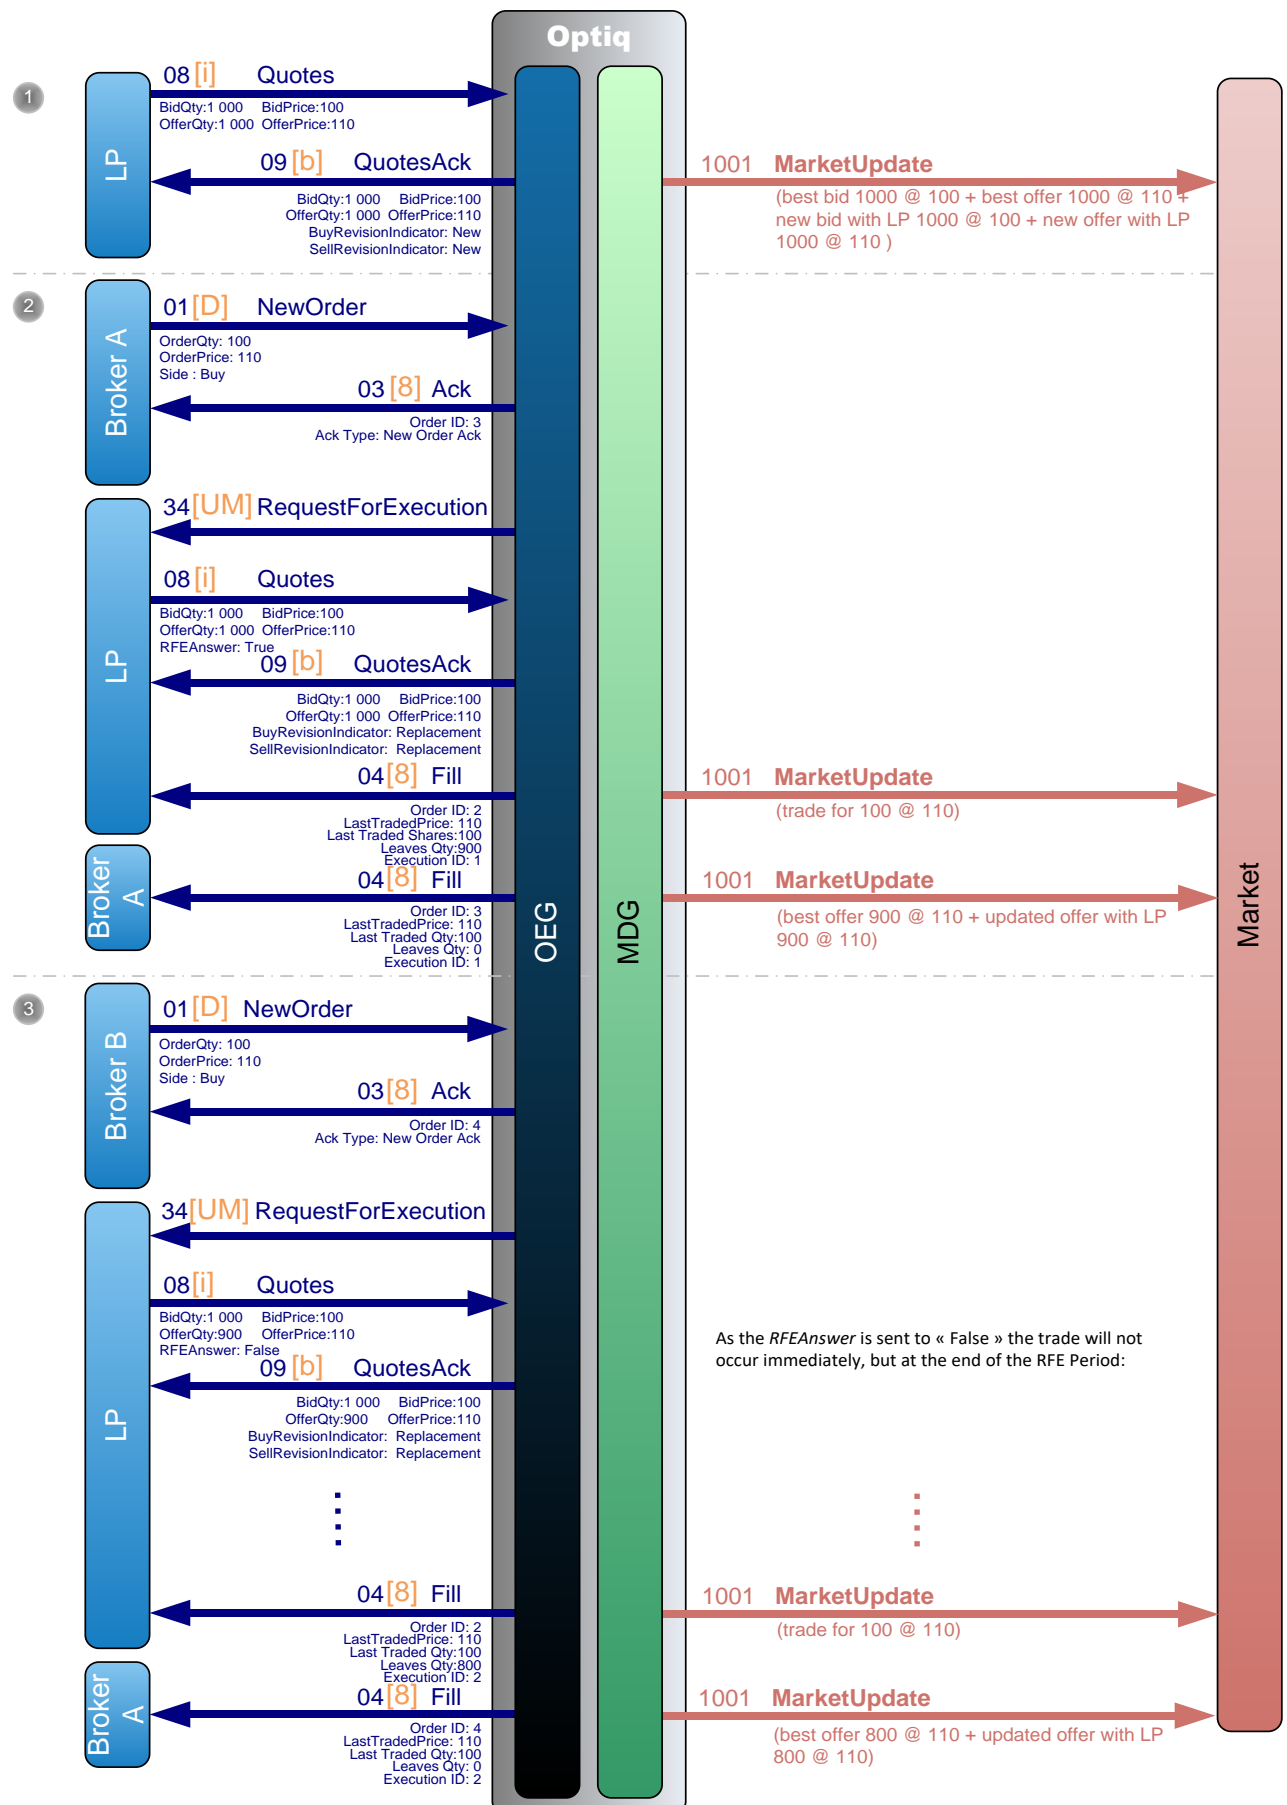 Optiq
1
LP
08 [i] Quotes
BidQty:1 000 BidPrice:100
OfferQty:1 000 OfferPrice:110
09 [b] QuotesAck
BidQty:1 000 BidPrice:100
OfferQty:1 000 OfferPrice:110
BuyRevisionIndicator: New
SellRevisionIndicator: New
1001 MarketUpdate
(best bid 1000 @ 100 + best offer 1000 @ 110 +
new bid with LP 1000 @ 100 + new offer with LP
1000 @ 110 )
2
Broker A
01 [D] NewOrder
OrderQty: 100
OrderPrice: 110
Side : Buy
03 [8] Ack
Order ID: 3
Ack Type: New Order Ack
LP
34 [UM] RequestForExecution
08 [i] Quotes
BidQty:1 000 BidPrice:100
OfferQty:1 000 OfferPrice:110
RFEAnswer: True
09 [b] QuotesAck
BidQty:1 000 BidPrice:100
OfferQty:1 000 OfferPrice:110
BuyRevisionIndicator: Replacement
SellRevisionIndicator: Replacement
04 [8] Fill
Order ID: 2
LastTradedPrice: 110
Last Traded Shares:100
Leaves Qty:900
Execution ID: 1
1001 MarketUpdate
(trade for 100 @ 110)
Broker
A
04 [8] Fill
Order ID: 3
LastTradedPrice: 110
Last Traded Qty:100
Leaves Qty: 0
Execution ID: 1
1001 MarketUpdate
(best offer 900 @ 110 + updated offer with LP
900 @ 110)
OEG
MDG
Market
3
Broker B
01 [D] NewOrder
OrderQty: 100
OrderPrice: 110
Side : Buy
03 [8] Ack
Order ID: 4
Ack Type: New Order Ack
LP
34 [UM] RequestForExecution
08 [i] Quotes
BidQty:1 000 BidPrice:100
OfferQty:900 OfferPrice:110
RFEAnswer: False
09 [b] QuotesAck
BidQty:1 000 BidPrice:100
OfferQty:900 OfferPrice:110
BuyRevisionIndicator: Replacement
SellRevisionIndicator: Replacement
As the RFEAnswer is sent to « False » the trade will not
occur immediately, but at the end of the RFE Period:
04 [8] Fill
Order ID: 2
LastTradedPrice: 110
Last Traded Qty:100
Leaves Qty:800
Execution ID: 2
1001 MarketUpdate
(trade for 100 @ 110)
Broker
A
04 [8] Fill
Order ID: 4
LastTradedPrice: 110
Last Traded Qty:100
Leaves Qty: 0
Execution ID: 2
1001 MarketUpdate
(best offer 800 @ 110 + updated offer with LP
800 @ 110)